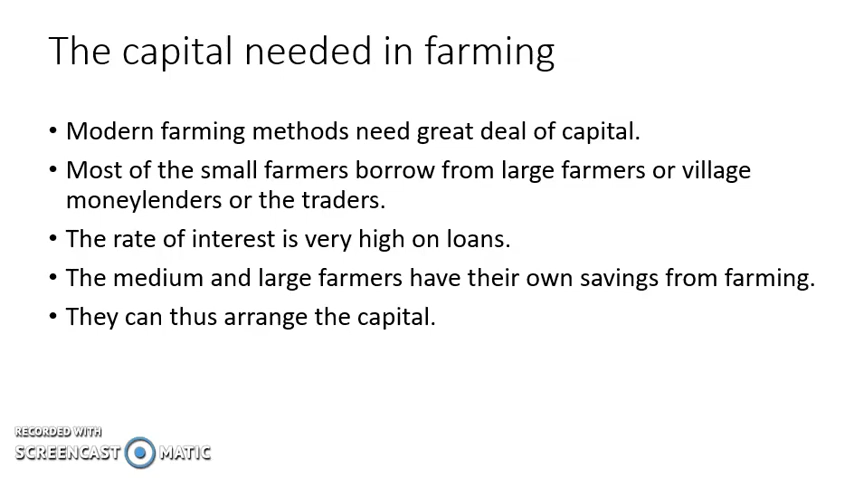 The capital needed in farming
• Modern farming methods need great deal of capital.
• Most of the small farmers borrow from large farmers or village
moneylenders or the traders.
• The rate of interest is very high on loans.
• The medium and large farmers have their own savings from farming.
• They can thus arrange the capital.
RECORDED WITH
SCREENCAST MATIC